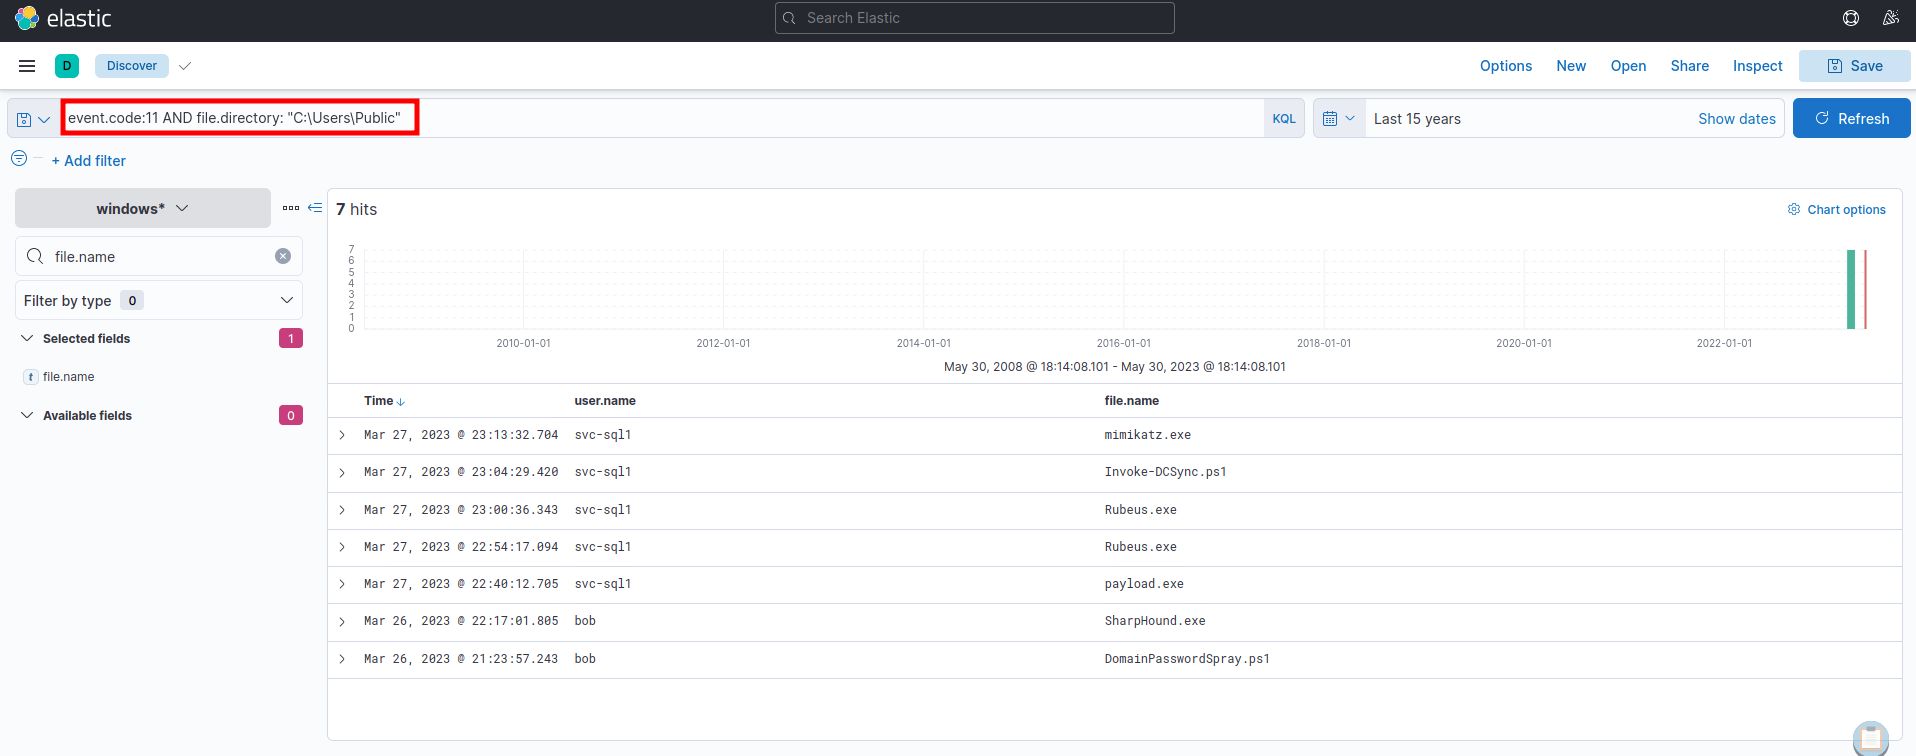 elastic
Search Elastic
D
Discover
Options New Open Share Inspect Save
event.code:11 AND file.directory: "C:\Users\Public"
KQL
Last 15 years
Show dates
Refresh
+ Add filter
windows*
7 hits
Chart options
file.name
Filter by type 0
Selected fields 1
t file.name
Available fields 0
7
6
5
4
3
2
1
0
2010-01-01 2012-01-01 2014-01-01 2016-01-01 2018-01-01 2020-01-01 2022-01-01
May 30, 2008 @ 18:14:08.101 - May 30, 2023 @ 18:14:08.101
Time user.name file.name
Mar 27, 2023 @ 23:13:32.704 svc-sql1 mimikatz.exe
Mar 27, 2023 @ 23:04:29.420 svc-sql1 Invoke-DCSync.ps1
Mar 27, 2023 @ 23:00:36.343 svc-sql1 Rubeus.exe
Mar 27, 2023 @ 22:54:17.094 svc-sql1 Rubeus.exe
Mar 27, 2023 @ 22:40:12.705 svc-sql1 payload.exe
Mar 26, 2023 @ 22:17:01.805 bob SharpHound.exe
Mar 26, 2023 @ 21:23:57.243 bob DomainPasswordSpray.ps1